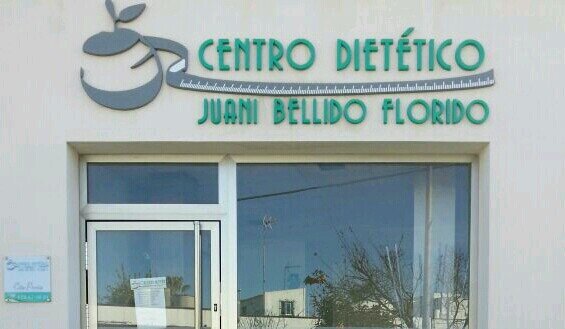 CENTRO DIETÉTICO
JUANI BELLIDO FLORIDO